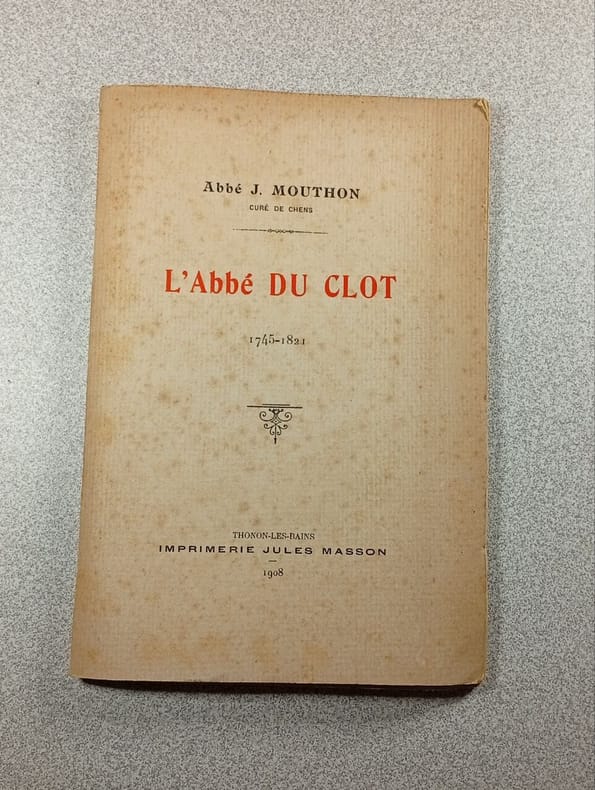 Abbé J. MOUTHON
CURÉ DE CHENS
L'Abbé DU CLOT
1745-1821
THONON-LES-BAINS
IMPRIMERIE JULES MASSON
1908